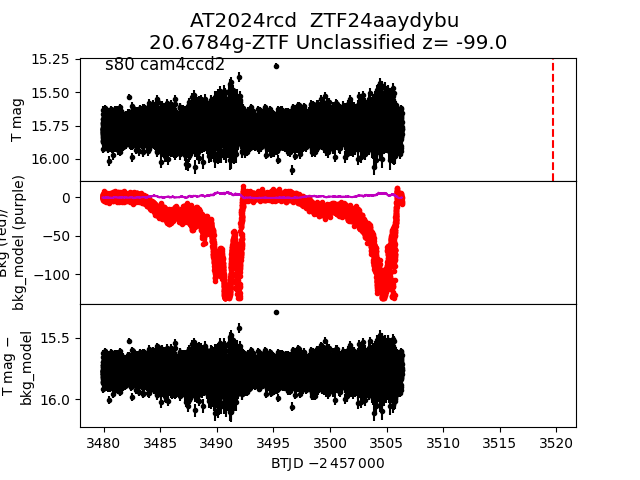 AT2024rcd  ZTF24aaydybu
20.6784g-ZTF Unclassified z= -99.0
s80 cam4ccd2
15.25
15.50
15.75
16.00
T mag
0
−50
−100
Bkg (red)/
bkg_model (purple)
15.5
16.0
T mag −
bkg_model
3480 3485 3490 3495 3500 3505 3510 3515 3520
BTJD −2 457 000